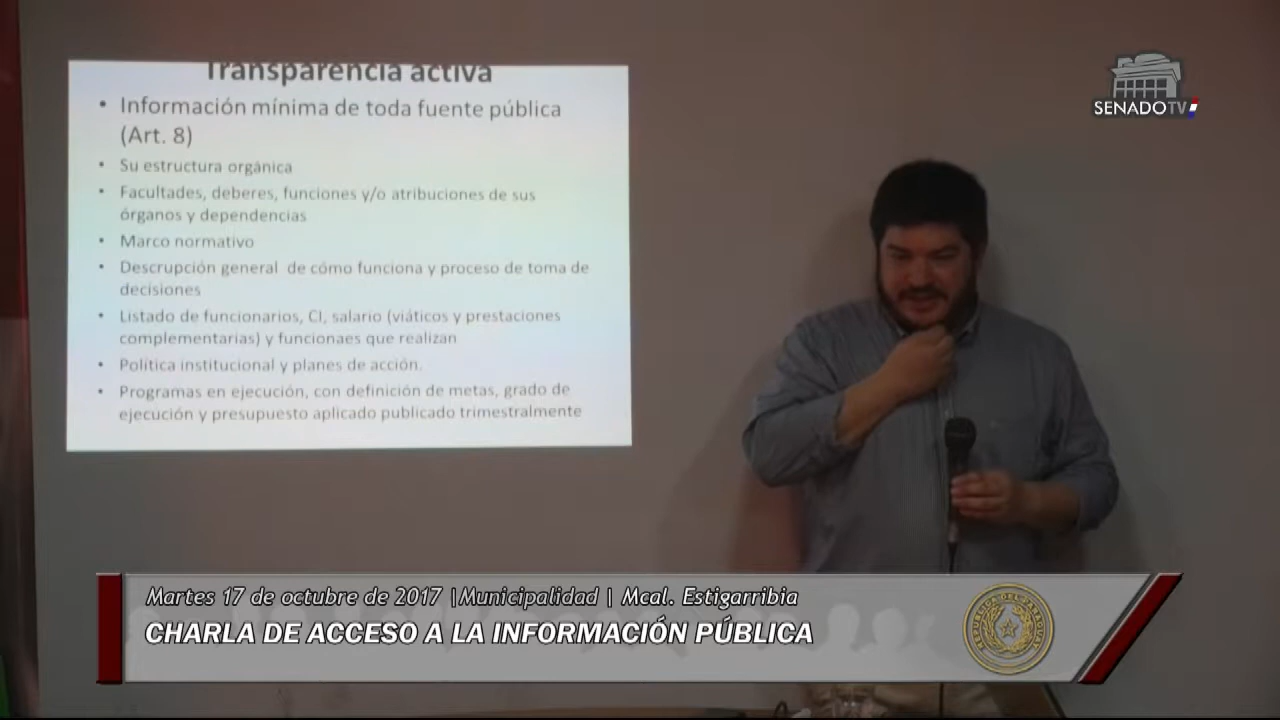 Transparencia activa
• Información mínima de toda fuente pública
(Art. 8)
• Su estructura orgánica
• Facultades, deberes, funciones y/o atribuciones de sus
órganos y dependencias
• Marco normativo
• Descrupción general de cómo funciona y proceso de toma de
decisiones
• Listado de funcionarios, CI, salario (viáticos y prestaciones
complementarias) y funcionaes que realizan
• Política institucional y planes de acción.
• Programas en ejecución, con definición de metas, grado de
ejecución y presupuesto aplicado publicado trimestralmente
SENADOTV
Martes 17 de octubre de 2017 | Municipalidad | Mcal. Estigarribia
CHARLA DE ACCESO A LA INFORMACIÓN PÚBLICA
REPUBLICA DEL PARAGUAY